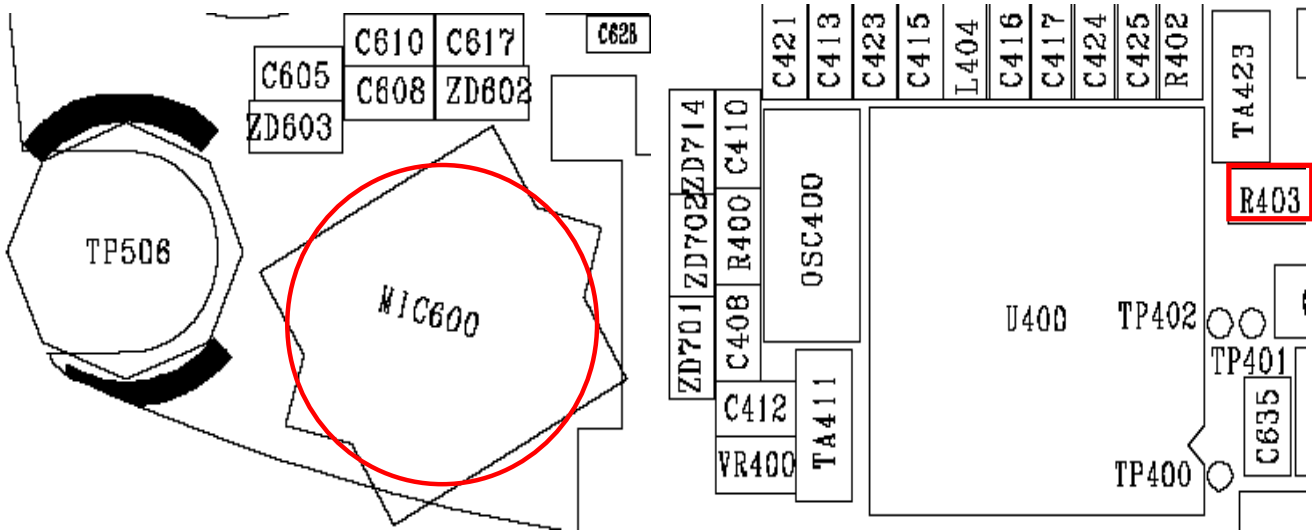 C610 C617 C628
C605
C608 ZD602
ZD603
TP506
MIC600
C421 C413 C423 C415 L404 C416 C417 C424 C425 R402
TA423
ZD714 C410
R403
ZD702 R400 OSC400
U400 TP402
ZD701 C408
TP401
C412 TA411
C635
VR400
TP400